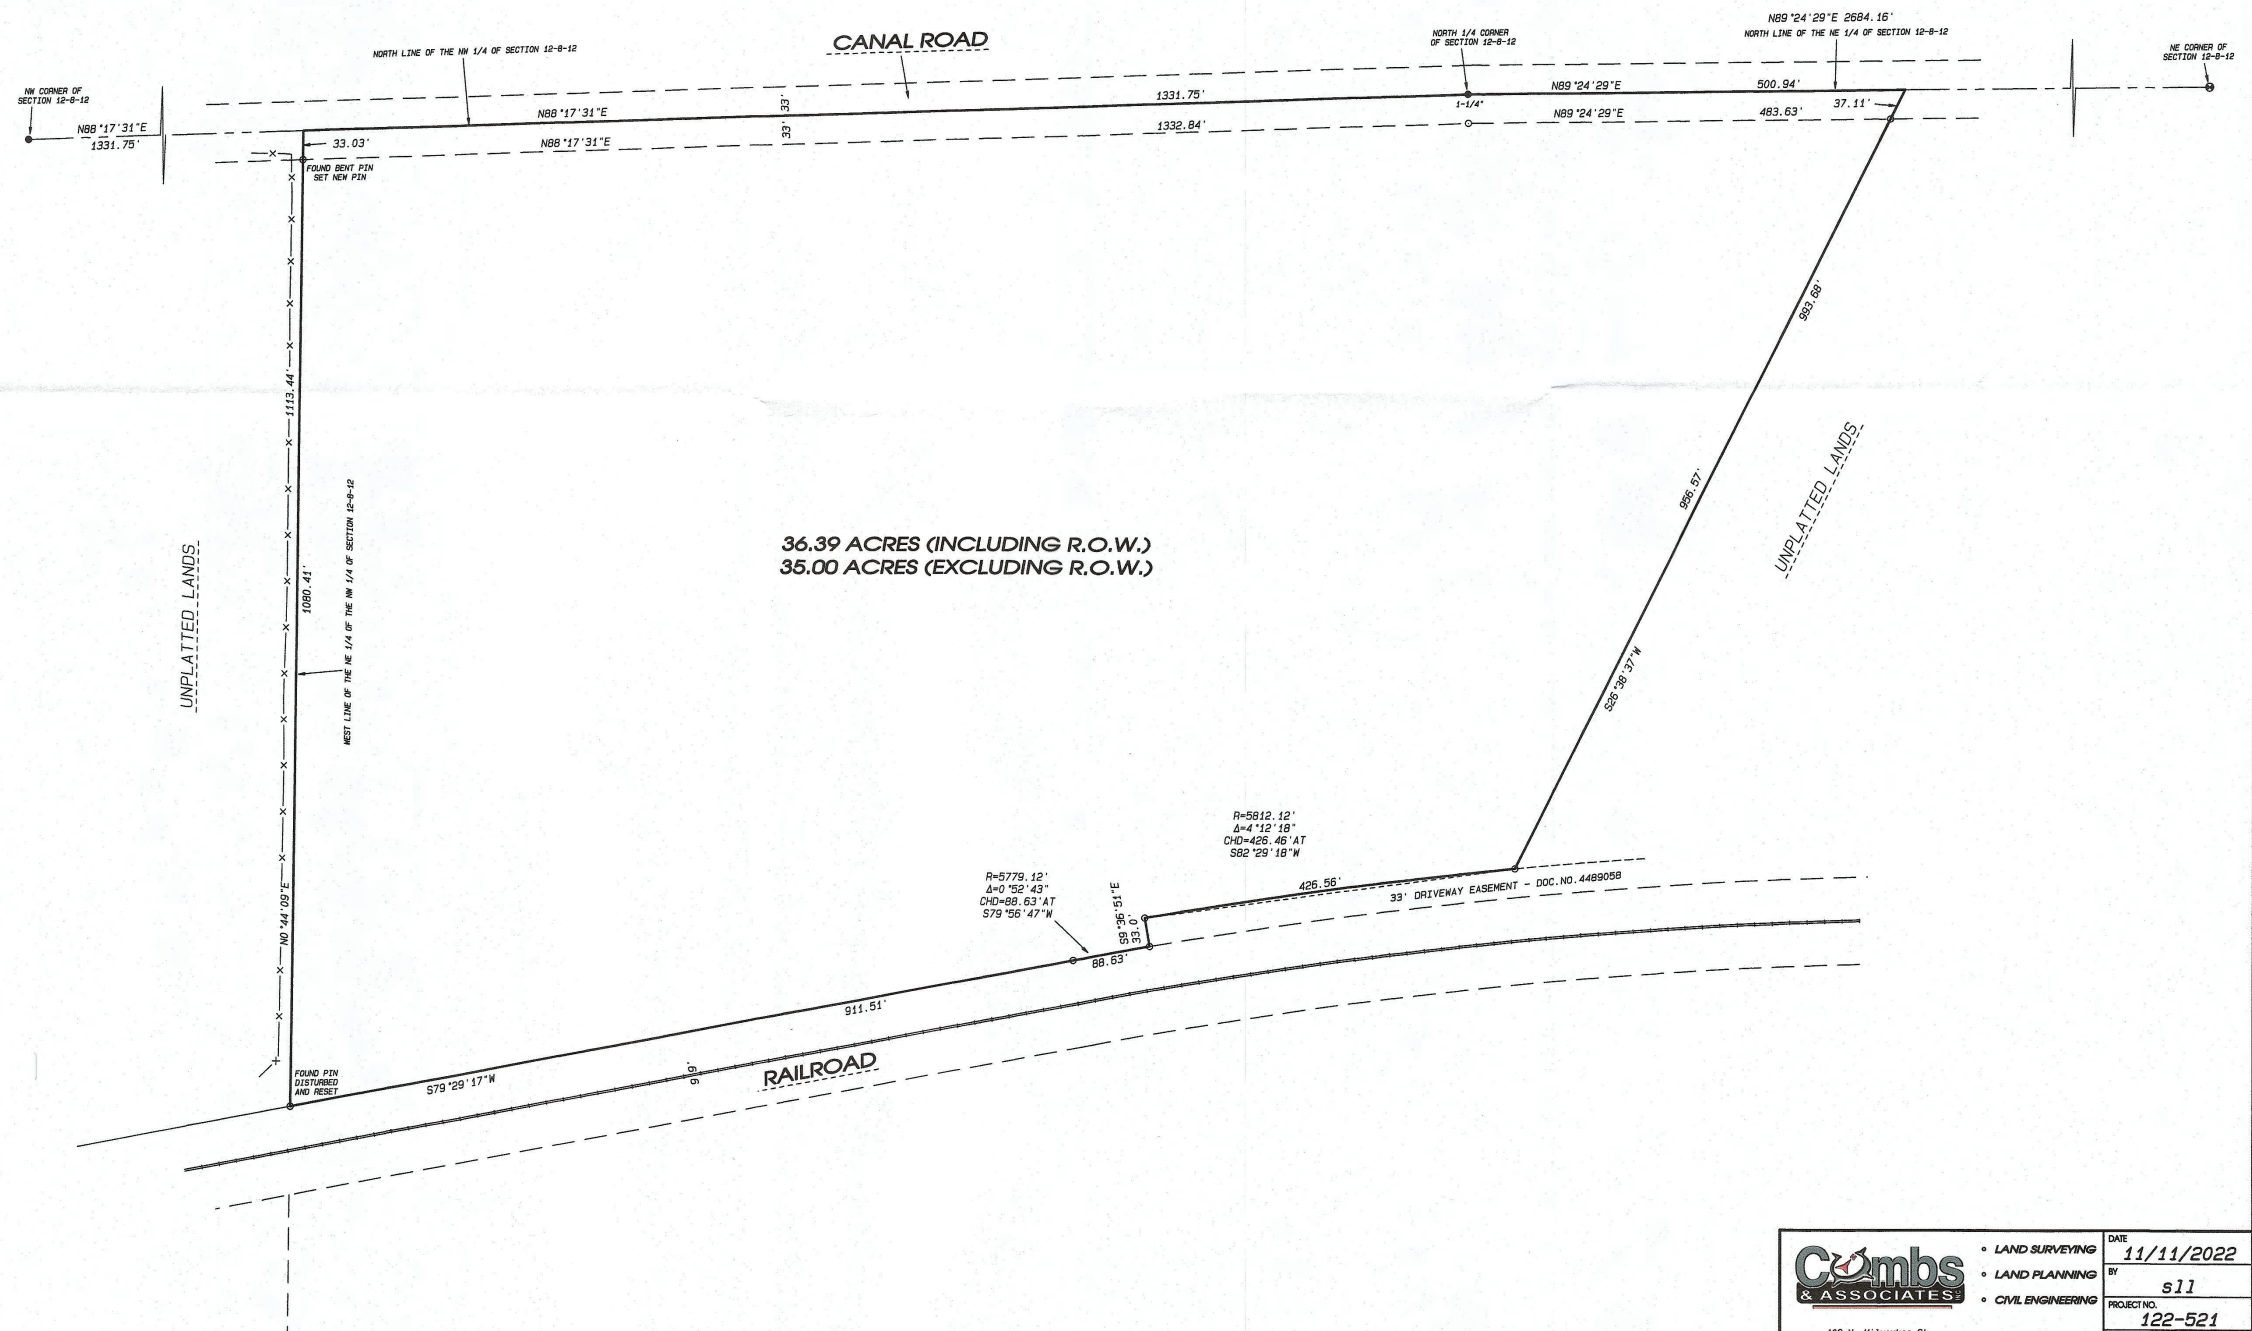 CANAL ROAD
NORTH LINE OF THE NW 1/4 OF SECTION 12-8-12
NORTH 1/4 CORNER
OF SECTION 12-8-12
N89°24'29"E 2684.16'
NORTH LINE OF THE NE 1/4 OF SECTION 12-8-12
NE CORNER OF
SECTION 12-8-12
NW CORNER OF
SECTION 12-8-12
N88°17'31"E
1331.75'
N88°17'31"E
33'
33'
1331.75'
1-1/4"
N89°24'29"E
500.94'
37.11'
33.03'
N88°17'31"E
1332.84'
N89°24'29"E
483.63'
FOUND BENT PIN
SET NEW PIN
993.68'
1113.44'
UNPLATTED LANDS
956.57'
WEST LINE OF THE NE 1/4 OF THE NW 1/4 OF SECTION 12-8-12
36.39 ACRES (INCLUDING R.O.W.)
35.00 ACRES (EXCLUDING R.O.W.)
UNPLATTED LANDS
1080.41'
S26°38'37"W
R=5812.12'
Δ=4°12'18"
CHD=426.46'AT
S82°29'18"W
R=5779.12'
Δ=0°52'43"
CHD=88.63'AT
S79°56'47"W
S9°36'51"E
33.0'
426.56'
33' DRIVEWAY EASEMENT - DOC.NO.4489058
N0°44'09"E
88.63'
911.51'
FOUND PIN
DISTURBED
AND RESET
S79°29'17"W
RAILROAD
Combs
& ASSOCIATES INC
• LAND SURVEYING
• LAND PLANNING
• CIVIL ENGINEERING
DATE
11/11/2022
BY
sll
PROJECT NO.
122-521